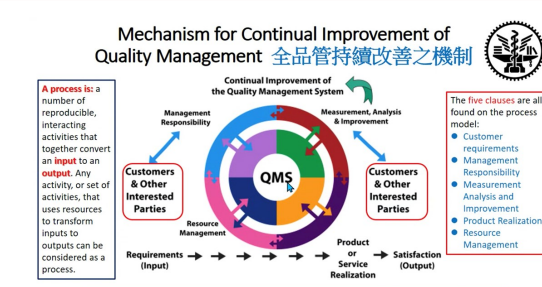 Mechanism for Continual Improvement of
Quality Management 全品管持續改善之機制
A process is: a
number of
reproducible,
interacting
activities that
together convert
an input to an
output. Any
activity, or set of
activities, that
uses resources
to transform
inputs to
outputs can be
considered as a
process.
Continual Improvement of
the Quality Management System
Management
Responsibility
Measurement, Analysis
& Improvement
Customers
& Other
Interested
Parties
QMS
Customers
& Other
Interested
Parties
Resource
Management
Requirements
(Input)
Product
or
Service
Realization
Satisfaction
(Output)
The five clauses are all
found on the process
model:
Customer
requirements
Management
Responsibility
Measurement
Analysis and
Improvement
Product Realization
Resource
Management